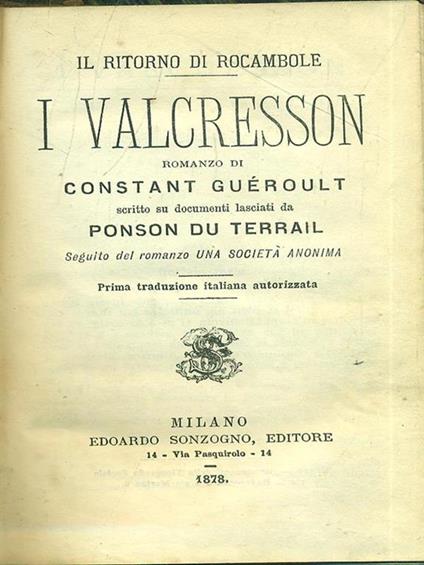 IL RITORNO DI ROCAMBOLE
I VALCRESSON
ROMANZO DI
CONSTANT GUÉROULT
scritto su documenti lasciati da
PONSON DU TERRAIL
Seguito del romanzo UNA SOCIETÀ ANONIMA
Prima traduzione italiana autorizzata
MILANO
EDOARDO SONZOGNO, EDITORE
14 - Via Pasquirolo - 14
1878.